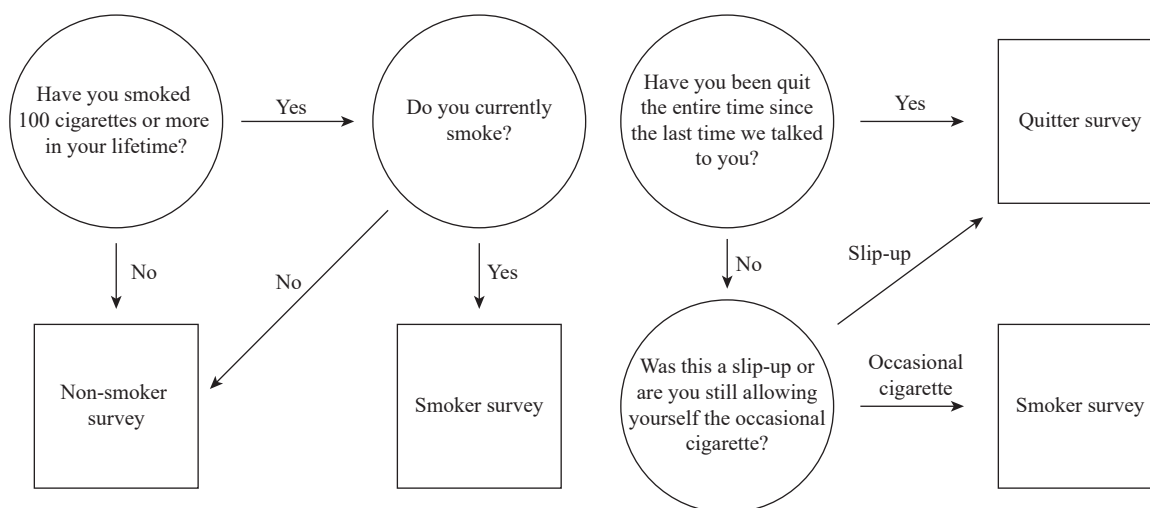 Have you smoked
100 cigarettes or more
in your lifetime?
Yes
Do you currently
smoke?
No
No
Yes
Non-smoker
survey
Smoker survey
Have you been quit
the entire time since
the last time we talked
to you?
Yes
Quitter survey
No
Slip-up
Was this a slip-up or
are you still allowing
yourself the occasional
cigarette?
Occasional
cigarette
Smoker survey